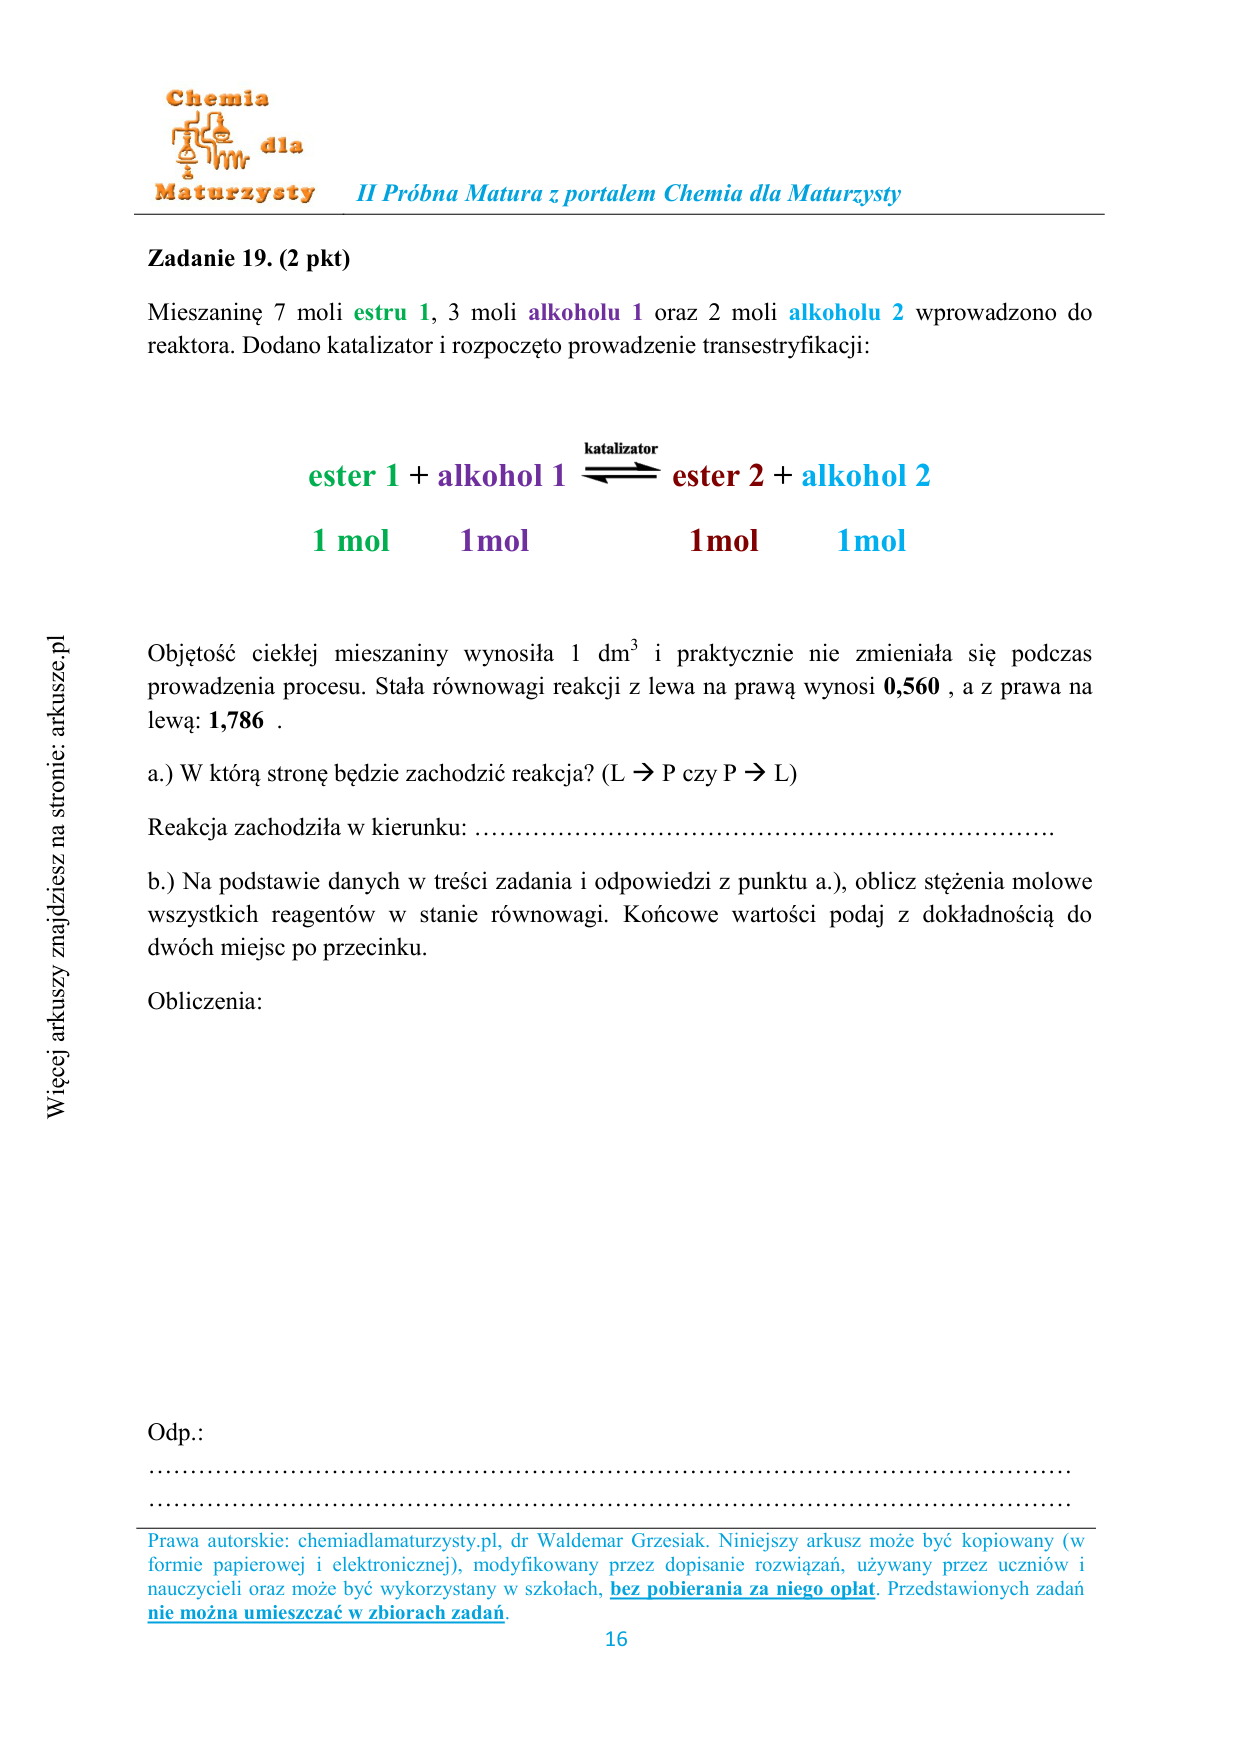 Chemia
dla
Maturzysty
II Próbna Matura z portalem Chemia dla Maturzysty
Zadanie 19. (2 pkt)
Mieszaninę 7 moli estru 1, 3 moli alkoholu 1 oraz 2 moli alkoholu 2 wprowadzono do
reaktora. Dodano katalizator i rozpoczęto prowadzenie transestryfikacji:
katalizator
ester 1 + alkohol 1 ⇌ ester 2 + alkohol 2
1 mol 1mol 1mol 1mol
Objętość ciekłej mieszaniny wynosiła 1 dm³ i praktycznie nie zmieniała się podczas
prowadzenia procesu. Stała równowagi reakcji z lewa na prawą wynosi 0,560 , a z prawa na
lewą: 1,786 .
a.) W którą stronę będzie zachodzić reakcja? (L → P czy P → L)
Reakcja zachodziła w kierunku: …………………………………………………………….
b.) Na podstawie danych w treści zadania i odpowiedzi z punktu a.), oblicz stężenia molowe
wszystkich reagentów w stanie równowagi. Końcowe wartości podaj z dokładnością do
dwóch miejsc po przecinku.
Obliczenia:
Odp.:
…………………………………………………………………………………………………
…………………………………………………………………………………………………
Prawa autorskie: chemiadlamaturzysty.pl, dr Waldemar Grzesiak. Niniejszy arkusz może być kopiowany (w
formie papierowej i elektronicznej), modyfikowany przez dopisanie rozwiązań, używany przez uczniów i
nauczycieli oraz może być wykorzystany w szkołach, bez pobierania za niego opłat. Przedstawionych zadań
nie można umieszczać w zbiorach zadań.
16
Więcej arkuszy znajdziesz na stronie: arkusze.pl